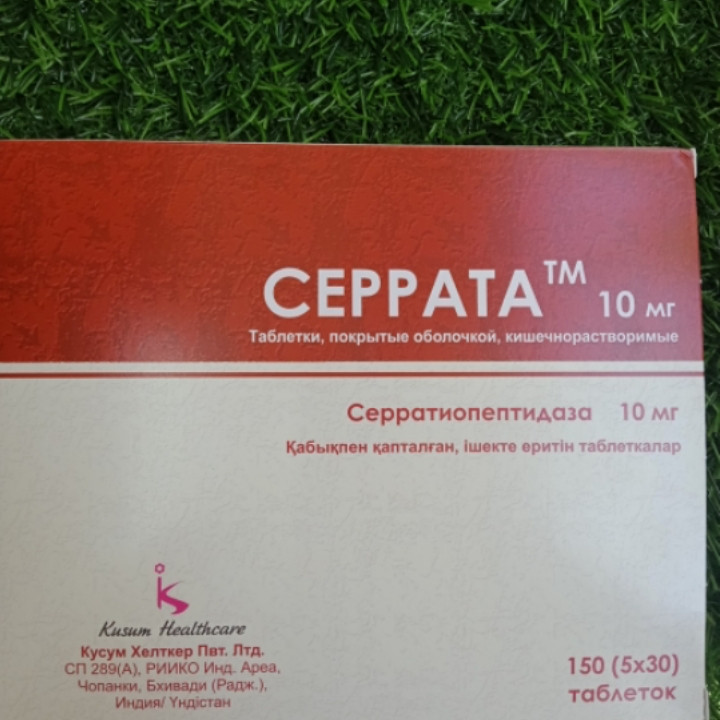 СЕРРАТА™ 10 мг
Таблетки, покрытые оболочкой, кишечнорастворимые
Серратиопептидаза 10 мг
Қабықпен қапталған, ішекте еритін таблеткалар
Kusum Healthcare
Кусум Хелткер Пвт. Лтд.
СП 289(А), РИИКО Инд. Ареа,
Чопанки, Бхивади (Радж.),
Индия/ Үндістан
150 (5х30)
таблеток